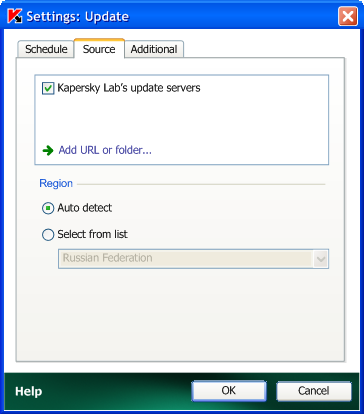 Settings: Update
Schedule
Source
Additional
Kapersky Lab's update servers
Add URL or folder...
Region
Auto detect
Select from list
Russian Federation
Help
OK
Cancel